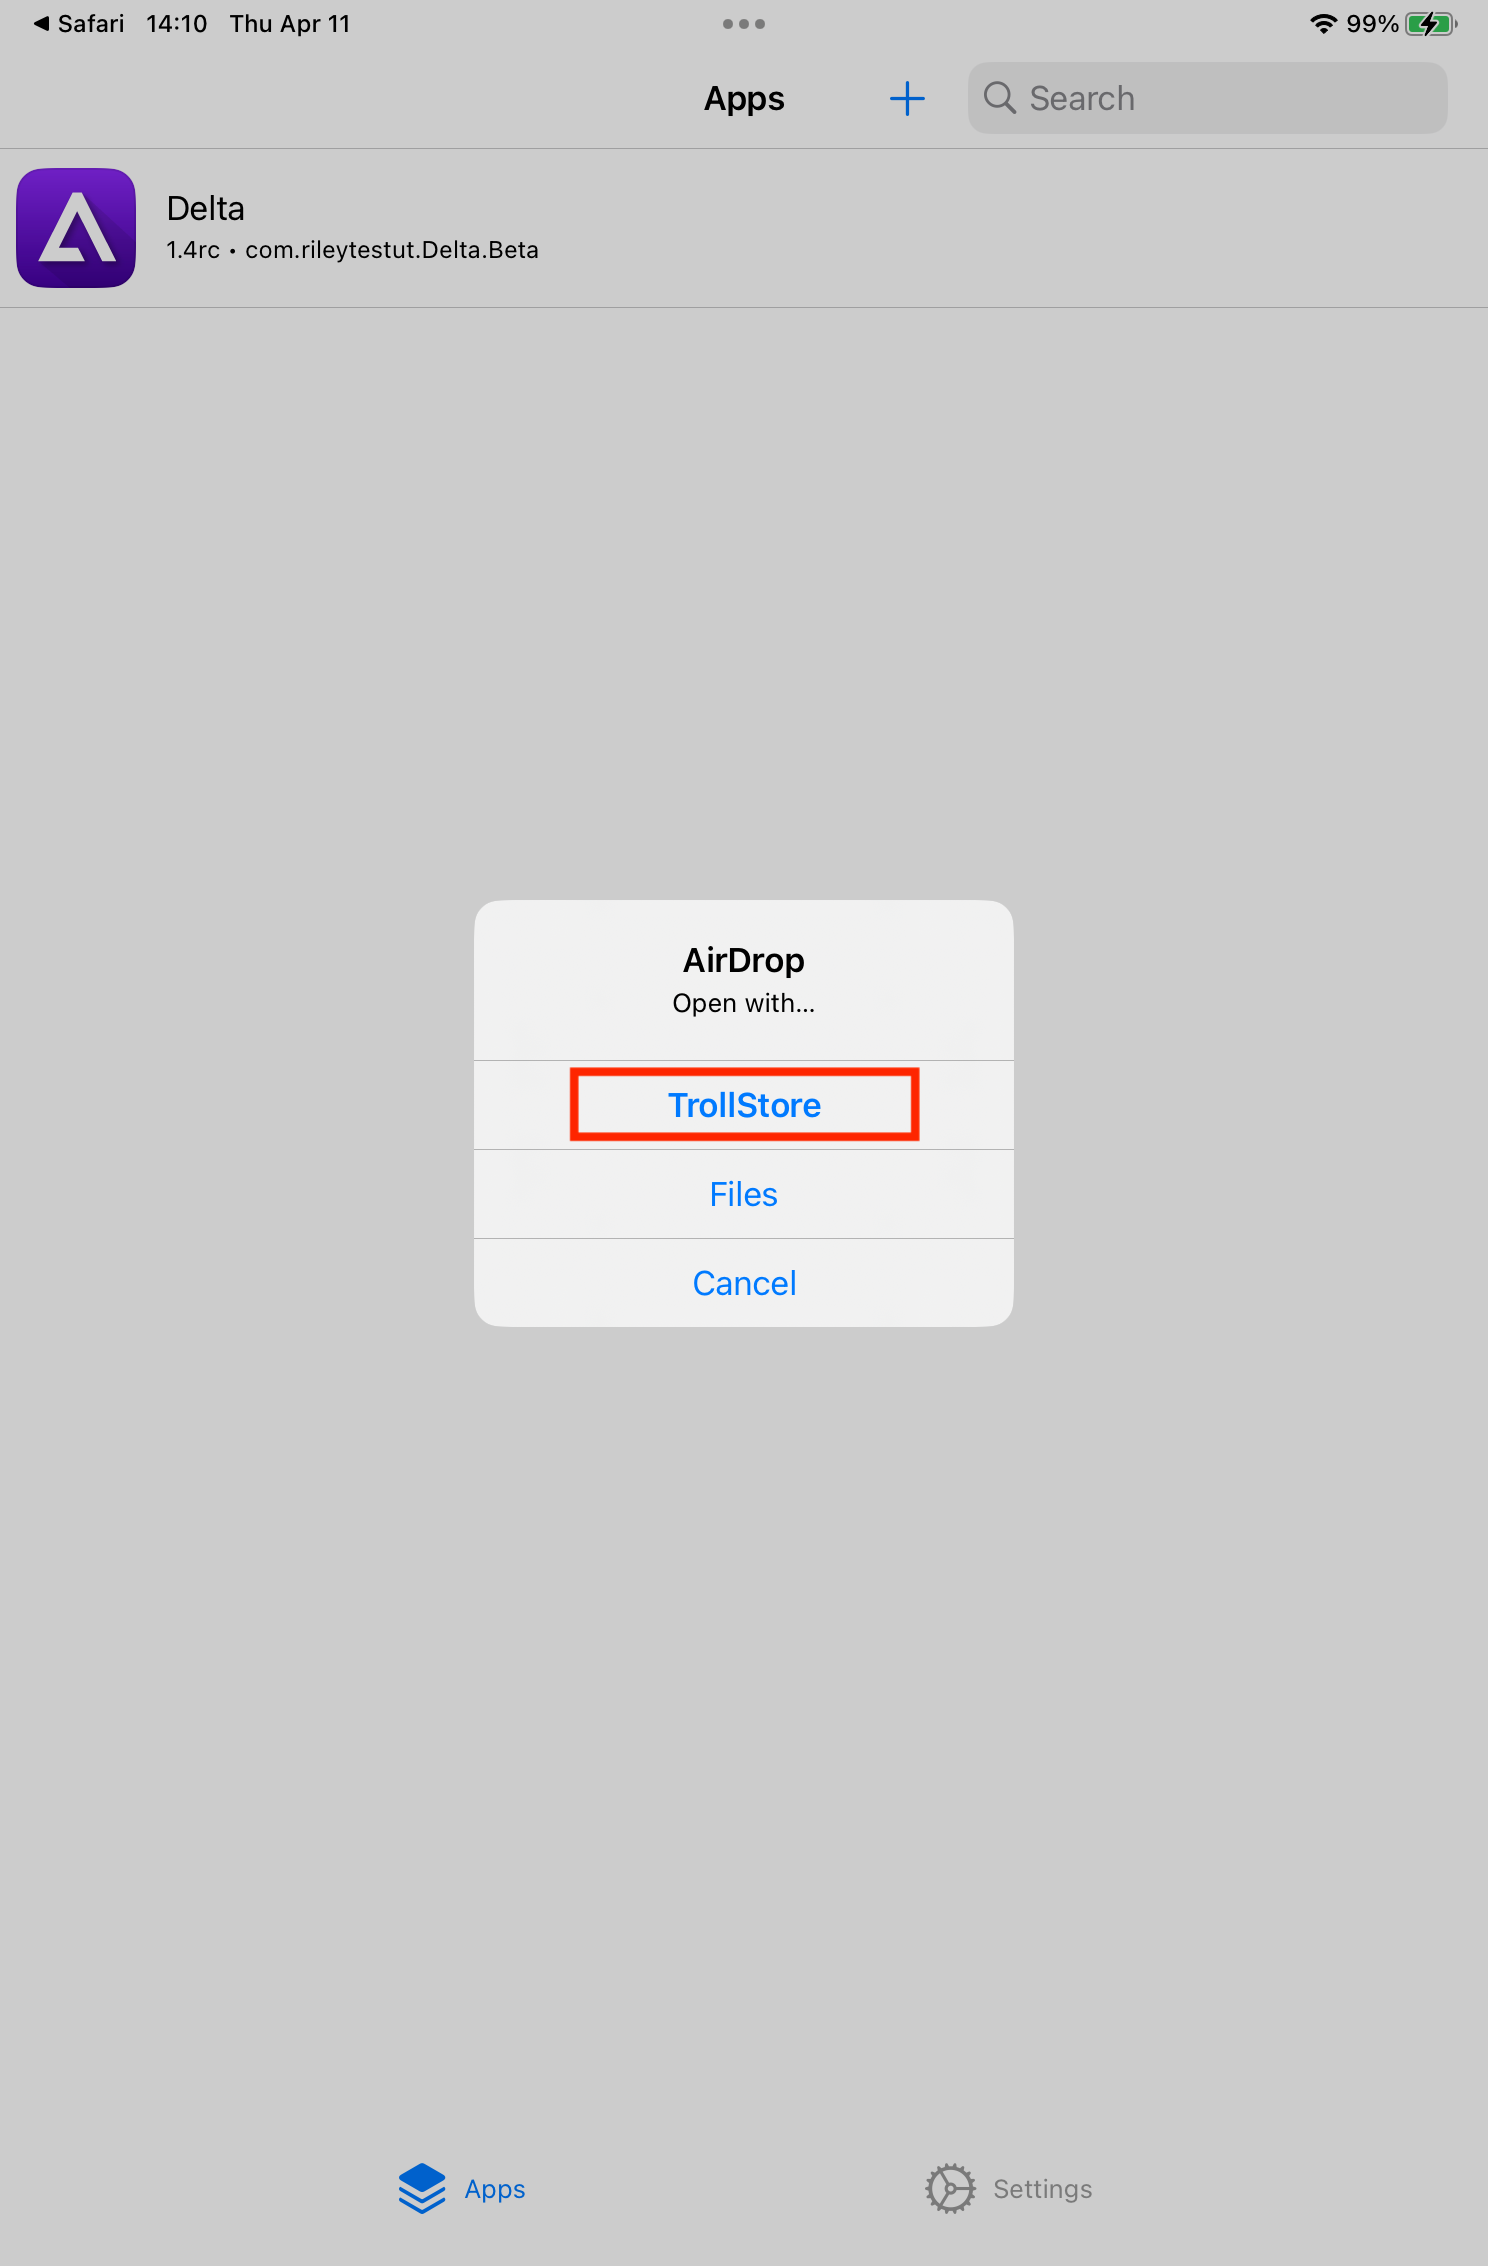 Safari 14:10 Thu Apr 11 99%
Apps
Search
Delta
1.4rc • com.rileytestut.Delta.Beta
AirDrop
Open with...
TrollStore
Files
Cancel
Apps Settings